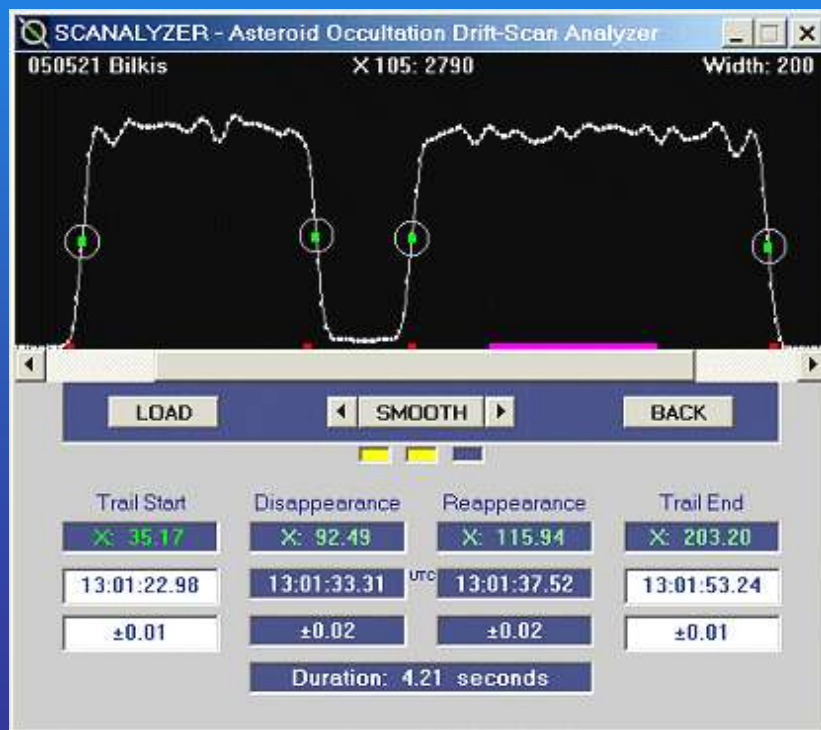 SCANALYZER - Asteroid Occultation Drift-Scan Analyzer
050521 Bilkis X 105: 2790 Width: 200
LOAD SMOOTH BACK
Trail Start Disappearance Reappearance Trail End
X: 35.17 X: 92.49 X: 115.94 X: 203.20
13:01:22.98 13:01:33.31 UTC 13:01:37.52 13:01:53.24
±0.01 ±0.02 ±0.02 ±0.01
Duration: 4.21 seconds